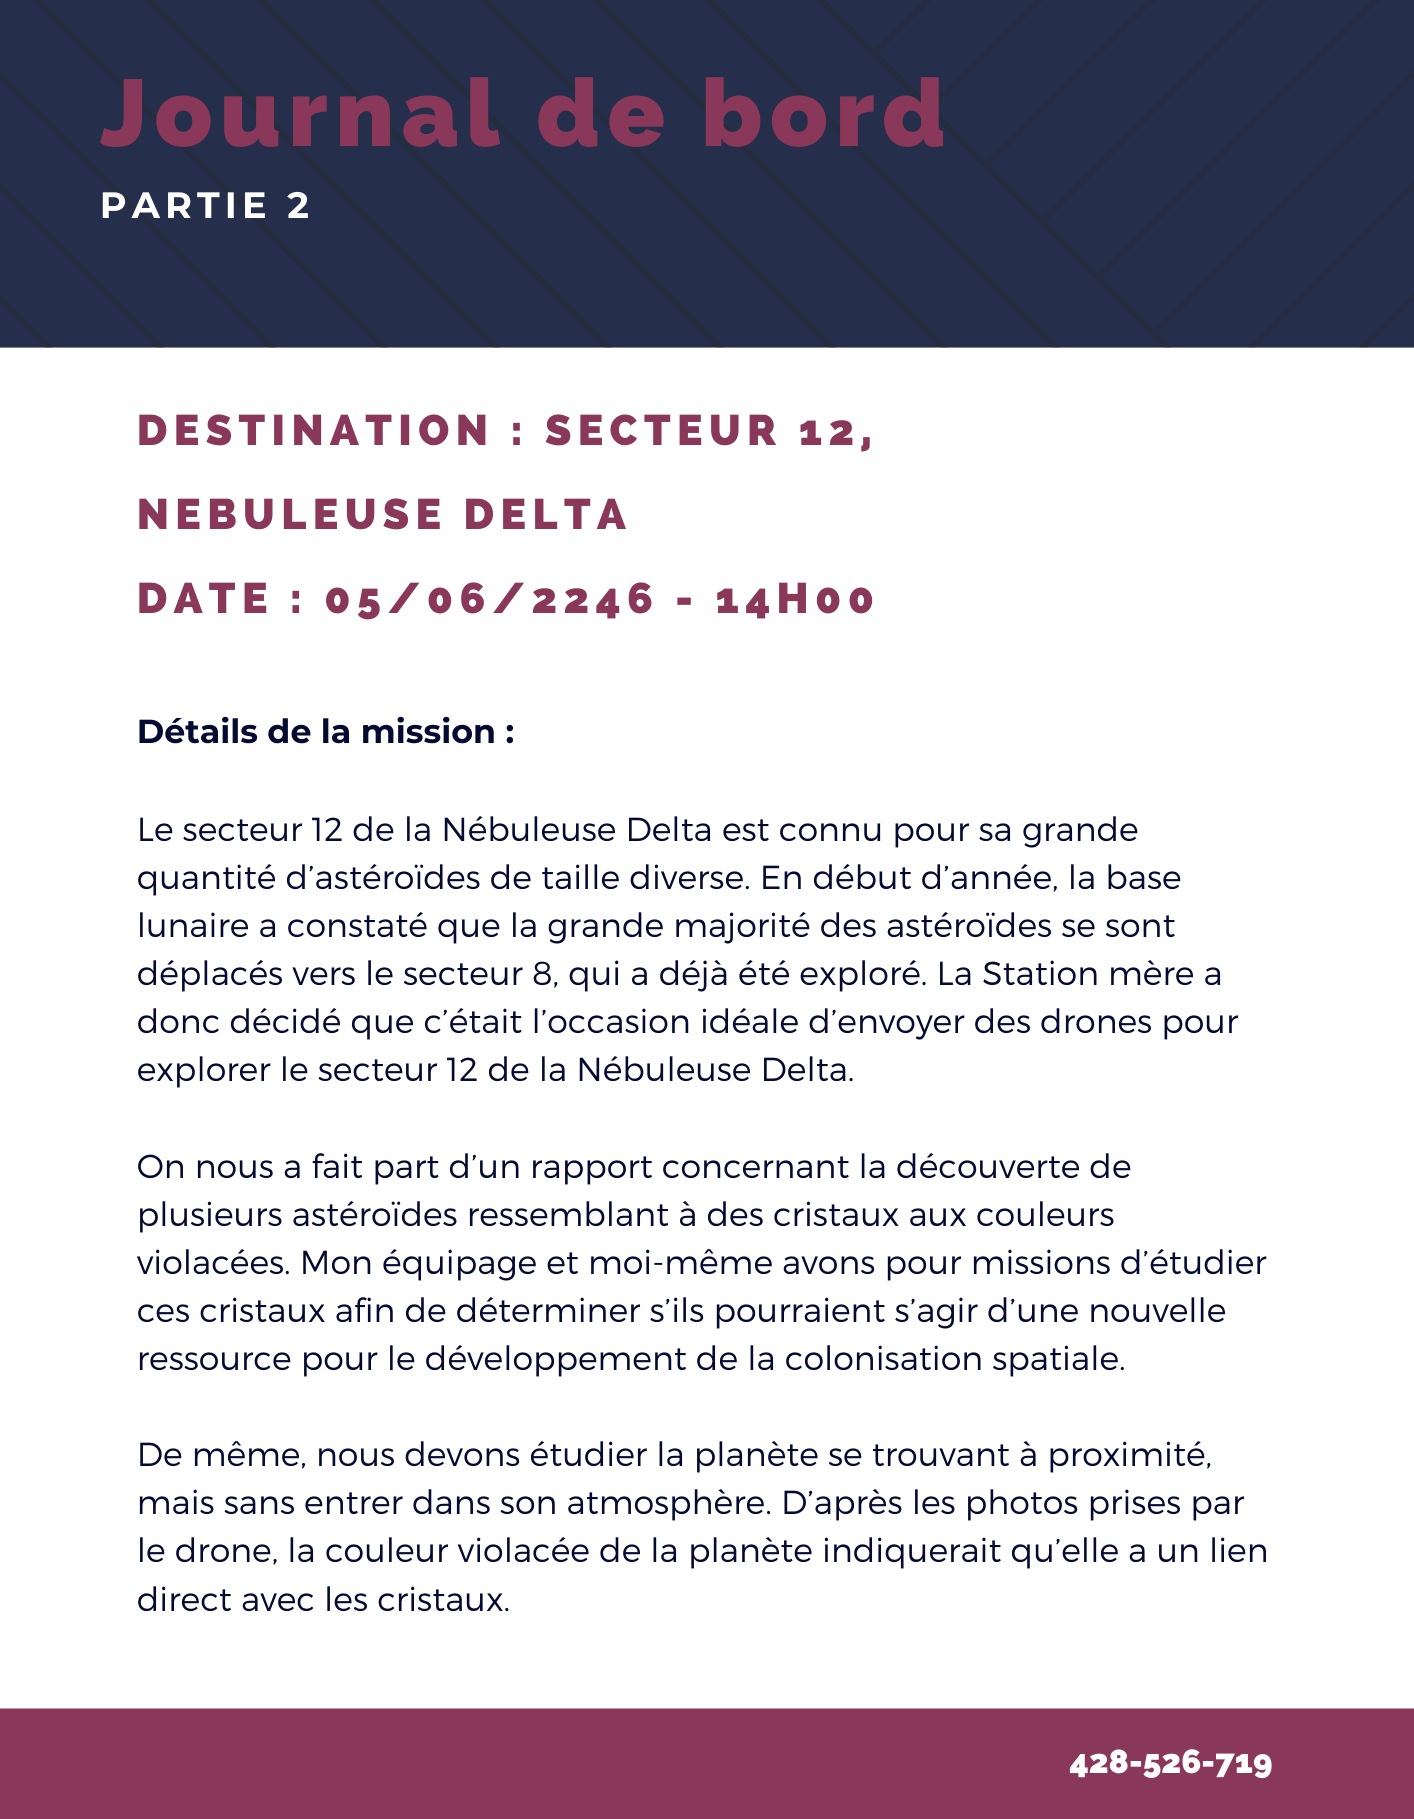 Journal de bord
PARTIE 2
DESTINATION : SECTEUR 12,
NEBULEUSE DELTA
DATE : 05/06/2246 - 14H00
Détails de la mission :
Le secteur 12 de la Nébuleuse Delta est connu pour sa grande
quantité d’astéroïdes de taille diverse. En début d’année, la base
lunaire a constaté que la grande majorité des astéroïdes se sont
déplacés vers le secteur 8, qui a déjà été exploré. La Station mère a
donc décidé que c’était l’occasion idéale d’envoyer des drones pour
explorer le secteur 12 de la Nébuleuse Delta.
On nous a fait part d’un rapport concernant la découverte de
plusieurs astéroïdes ressemblant à des cristaux aux couleurs
violacées. Mon équipage et moi-même avons pour missions d’étudier
ces cristaux afin de déterminer s’ils pourraient s’agir d’une nouvelle
ressource pour le développement de la colonisation spatiale.
De même, nous devons étudier la planète se trouvant à proximité,
mais sans entrer dans son atmosphère. D’après les photos prises par
le drone, la couleur violacée de la planète indiquerait qu’elle a un lien
direct avec les cristaux.
428-526-719